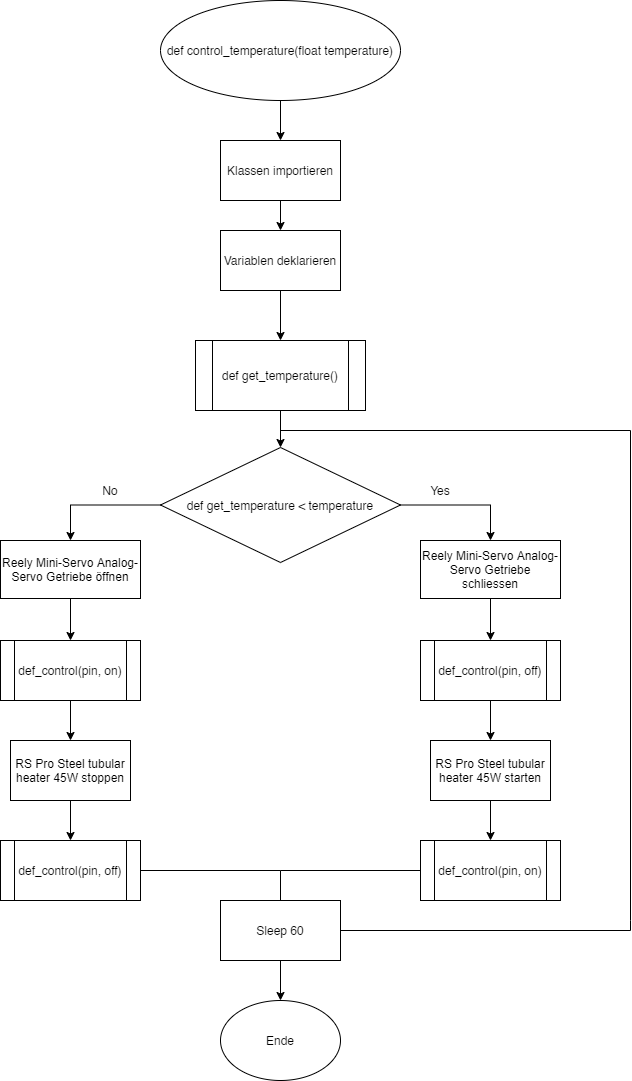 def control_temperature(float temperature)
Klassen importieren
Variablen deklarieren
def get_temperature()
No
Yes
def get_temperature < temperature
Reely Mini-Servo Analog-
Servo Getriebe öffnen
Reely Mini-Servo Analog-
Servo Getriebe
schliessen
def_control(pin, on)
def_control(pin, off)
RS Pro Steel tubular
heater 45W stoppen
RS Pro Steel tubular
heater 45W starten
def_control(pin, off)
def_control(pin, on)
Sleep 60
Ende